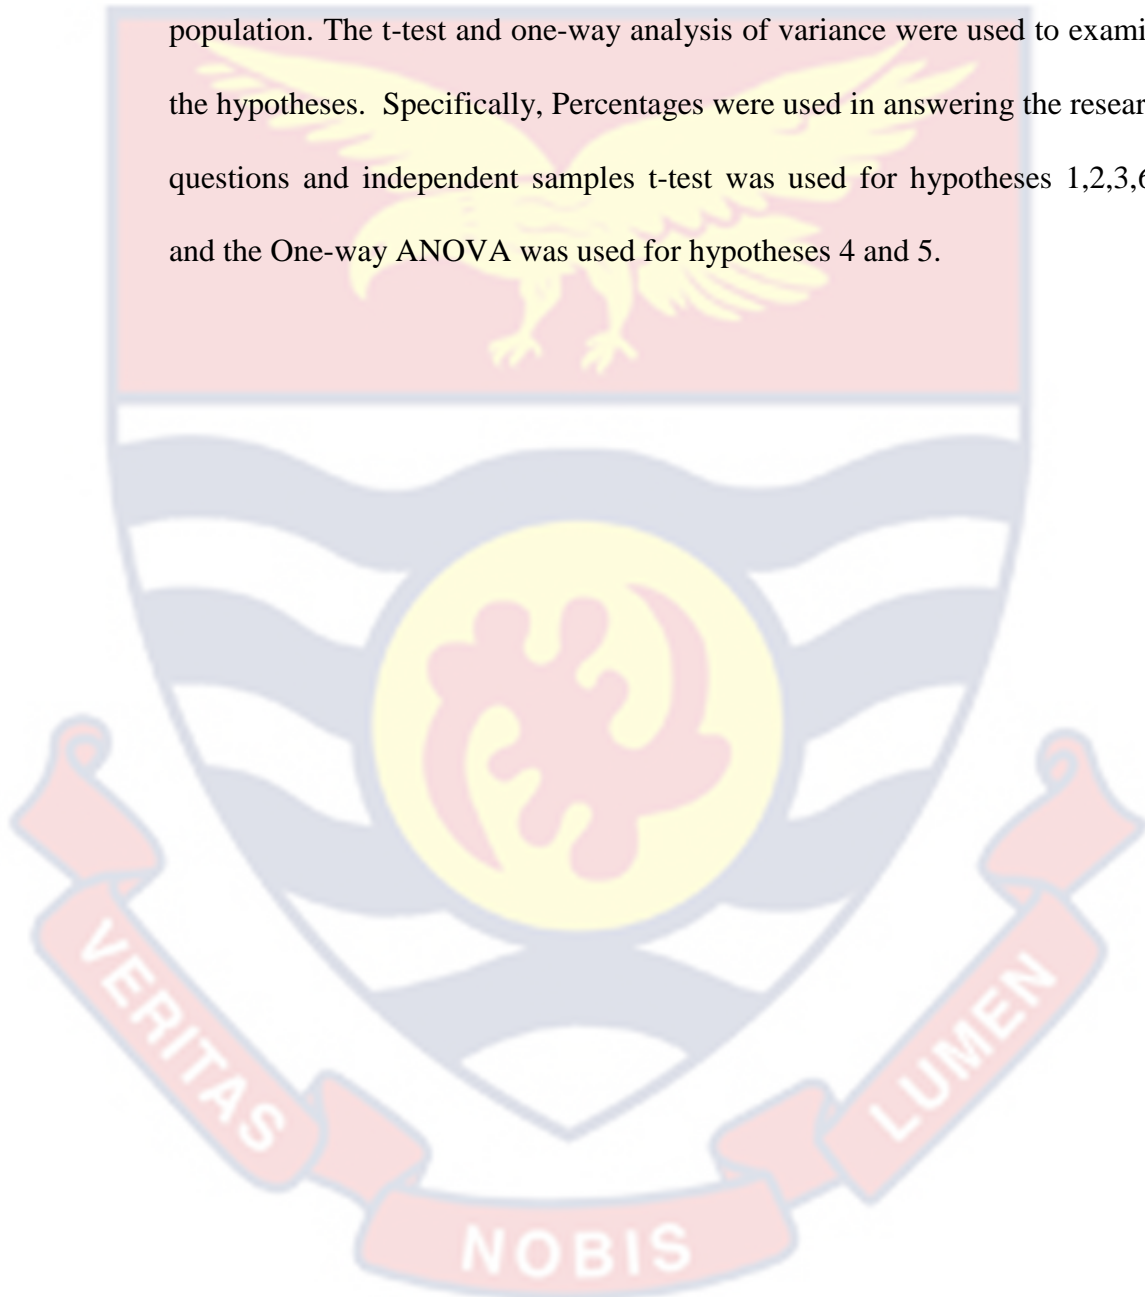 population. The t-test and one-way analysis of variance were used to exami
the hypotheses. Specifically, Percentages were used in answering the resear
questions and independent samples t-test was used for hypotheses 1,2,3,6
and the One-way ANOVA was used for hypotheses 4 and 5.
VERITAS
NOBIS
LUMEN